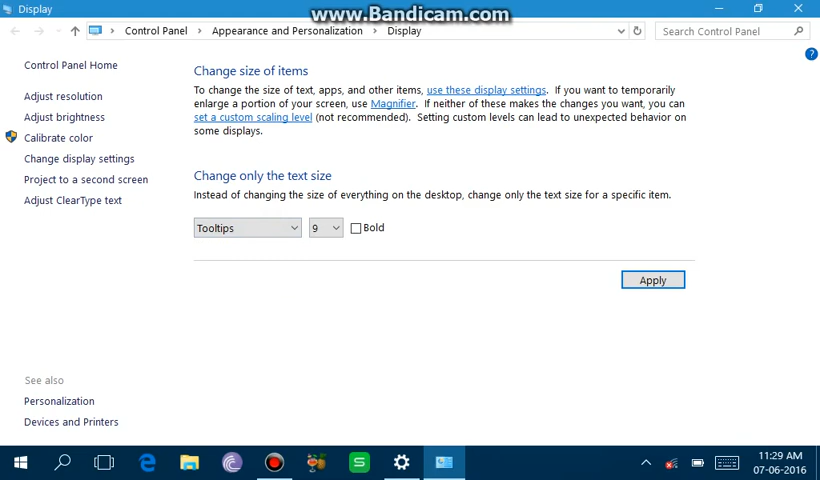 Display
www.Bandicam.com
Control Panel
Appearance and Personalization
Display
Search Control Panel
?
Control Panel Home
Adjust resolution
Adjust brightness
Calibrate color
Change display settings
Project to a second screen
Adjust ClearType text
Change size of items
To change the size of text, apps, and other items, use these display settings. If you want to temporarily
enlarge a portion of your screen, use Magnifier. If neither of these makes the changes you want, you can
set a custom scaling level (not recommended). Setting custom levels can lead to unexpected behavior on
some displays.
Change only the text size
Instead of changing the size of everything on the desktop, change only the text size for a specific item.
Tooltips
9
Bold
Apply
See also
Personalization
Devices and Printers
S
11:29 AM
07-06-2016